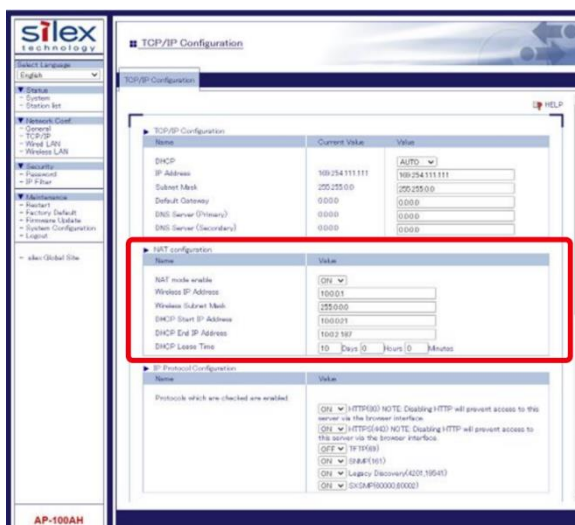 silex
technology
TCP/IP Configuration
Select Language
English
TCP/IP Configuration
▼ Status
- System
- Station list
HELP
▼ Network Conf.
- General
- TCP/IP
- Wired LAN
- Wireless LAN
▼ Security
- Password
- IP Filter
▼ Maintenance
- Restart
- Factory Default
- Firmware Update
- System Configuration
- Logout
- silex Global Site
▶ TCP/IP Configuration
Name Current Value Value
DHCP AUTO
IP Address 169.254.111.111 169.254.111.111
Subnet Mask 255.255.0.0 255.255.0.0
Default Gateway 0.0.0.0 0.0.0.0
DNS Server (Primary) 0.0.0.0 0.0.0.0
DNS Server (Secondary) 0.0.0.0 0.0.0.0
▶ NAT configuration
Name Value
NAT mode enable ON
Wireless IP Address 10.0.0.1
Wireless Subnet Mask 255.0.0.0
DHCP Start IP Address 10.0.0.21
DHCP End IP Address 10.0.2.187
DHCP Lease Time 10 Days 0 Hours 0 Minutes
▶ IP Protocol Configuration
Name Value
Protocols which are checked are enabled.
ON HTTP(80) NOTE: Disabling HTTP will prevent access to this
server via the browser interface.
ON HTTPS(443) NOTE: Disabling HTTP will prevent access to
this server via the browser interface.
OFF TFTP(69)
ON SNMP(161)
ON Legacy Discovery(4201,19541)
ON SXSMP(60000,60002)
AP-100AH